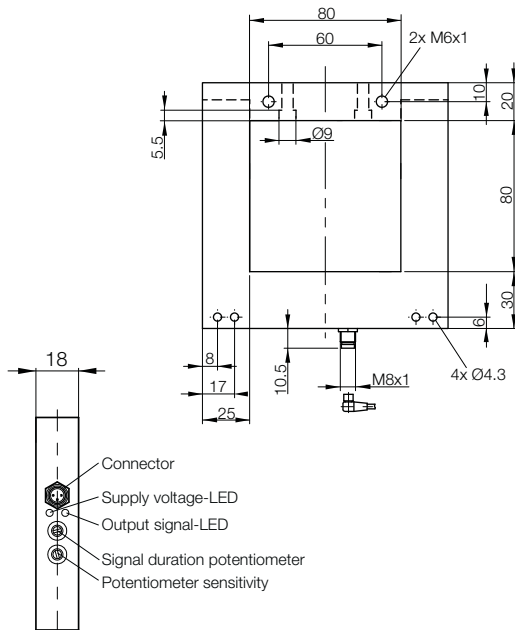 80
60
2x M6x1
10
20
5.5
Ø9
80
30
6
8
17
25
10.5
M8x1
4x Ø4.3
18
Connector
Supply voltage-LED
Output signal-LED
Signal duration potentiometer
Potentiometer sensitivity